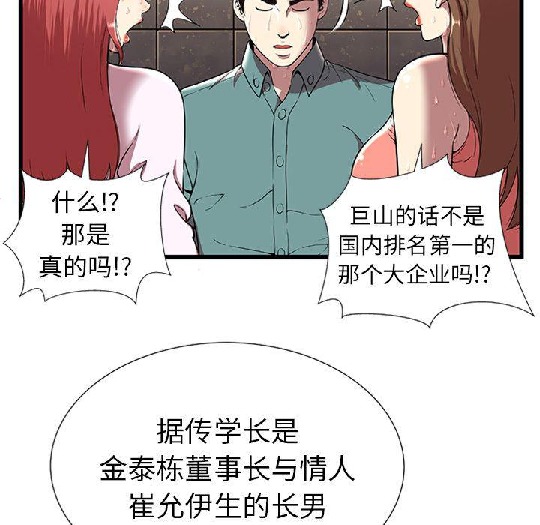 什么!?
那是
真的吗!?
巨山的话不是
国内排名第一的
那个大企业吗!?
据传学长是
金泰栋董事长与情人
崔允伊生的长男